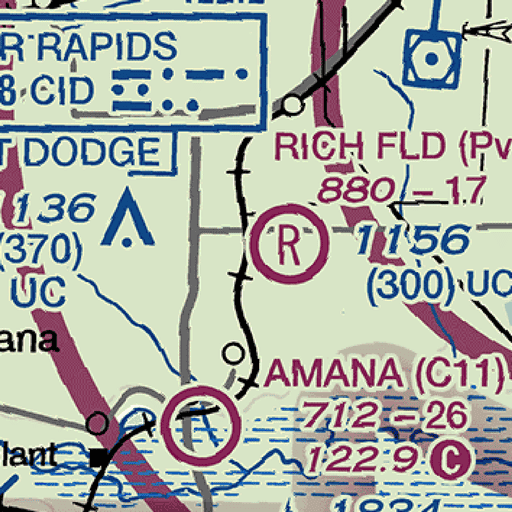 R RAPIDS
8 CID
T DODGE
RICH FLD (Pv
880 - 17
136
(370)
UC
R
1156
(300) UC
ana
AMANA (C11)
712 - 26
122.9 C
lant